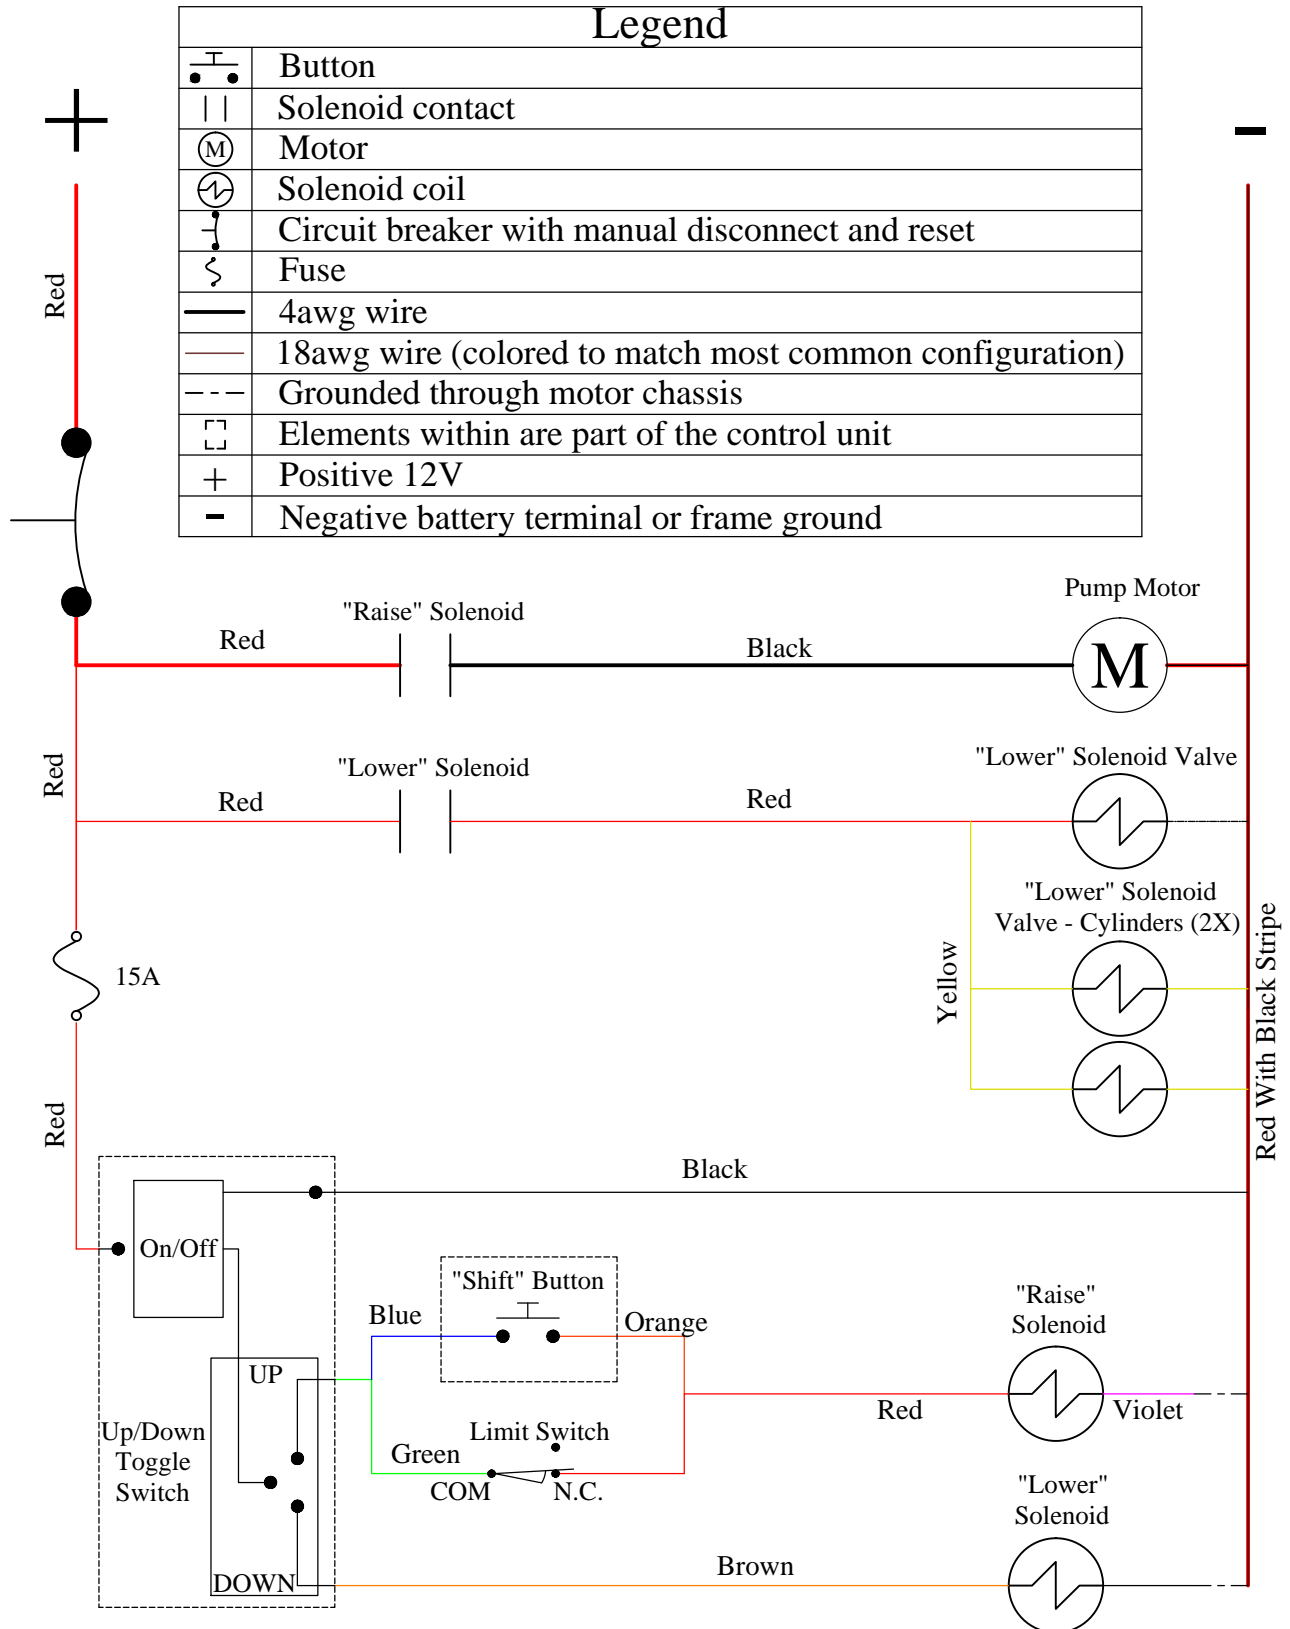 Legend
Button
Solenoid contact
M
Motor
Solenoid coil
Circuit breaker with manual disconnect and reset
Fuse
4awg wire
18awg wire (colored to match most common configuration)
Grounded through motor chassis
Elements within are part of the control unit
+
Positive 12V
-
Negative battery terminal or frame ground
+
-
Red
"Raise" Solenoid
Red
Black
Pump Motor
M
Red
"Lower" Solenoid
Red
Red
"Lower" Solenoid Valve
"Lower" Solenoid
Valve - Cylinders (2X)
Yellow
Red With Black Stripe
15A
Red
Black
On/Off
"Shift" Button
Blue
Orange
"Raise"
Solenoid
UP
Red
Violet
Up/Down
Toggle
Switch
Limit Switch
Green
COM
N.C.
"Lower"
Solenoid
Brown
DOWN